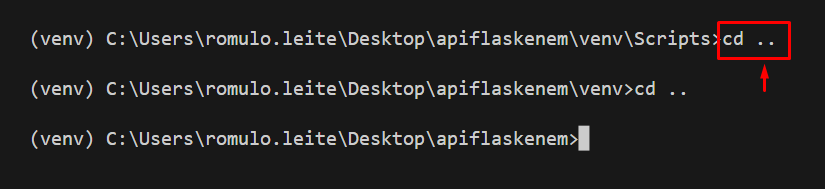 (venv) C:\Users\romulo.leite\Desktop\apiflaskenem\venv\Scripts>cd ..
(venv) C:\Users\romulo.leite\Desktop\apiflaskenem\venv>cd ..
(venv) C:\Users\romulo.leite\Desktop\apiflaskenem>